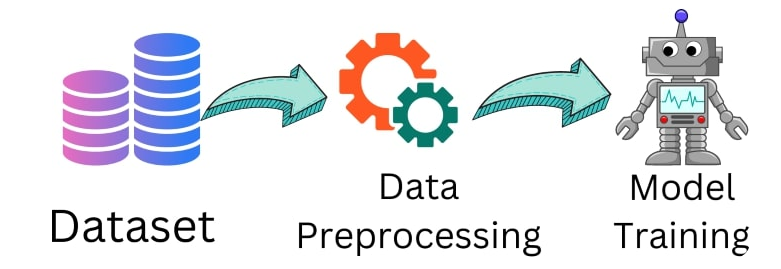 Dataset
Data
Preprocessing
Model
Training